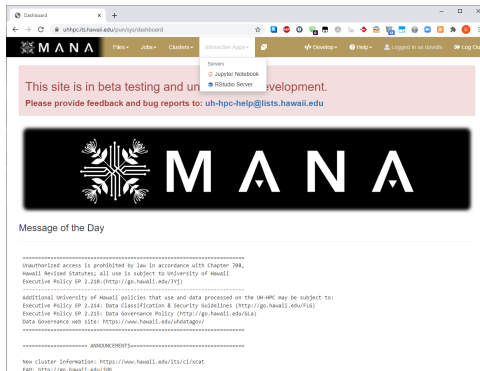 Dashboard
uhhpc.its.hawaii.edu/pun/sys/dashboard
MANA Files Jobs Clusters Interactive Apps Develop Help Logged in as davids Log Ou
Servers
Jupyter Notebook
RStudio Server
This site is in beta testing and un evelopment.
Please provide feedback and bug reports to: uh-hpc-help@lists.hawaii.edu
MANA
Message of the Day
Unauthorized access is prohibited by law in accordance with Chapter 708,
Hawaii Revised Statutes; all use is subject to University of Hawaii
Executive Policy EP 2.210.(http://go.hawaii.edu/JYj)
Additional University of Hawaii policies that use and data processed on the UH-HPC may be subject to:
Executive Policy EP 2.214: Data Classification & Security Guidelines (http://go.hawaii.edu/FiG)
Executive Policy EP 2.215: Data Governance Policy (http://go.hawaii.edu/GLa)
Data Governance web site: https://www.hawaii.edu/uhdatagov/
===================== ANNOUNCEMENTS=====================
New cluster information: https://www.hawaii.edu/its/ci/xcat
FAQ: http://go.hawaii.edu/jdh